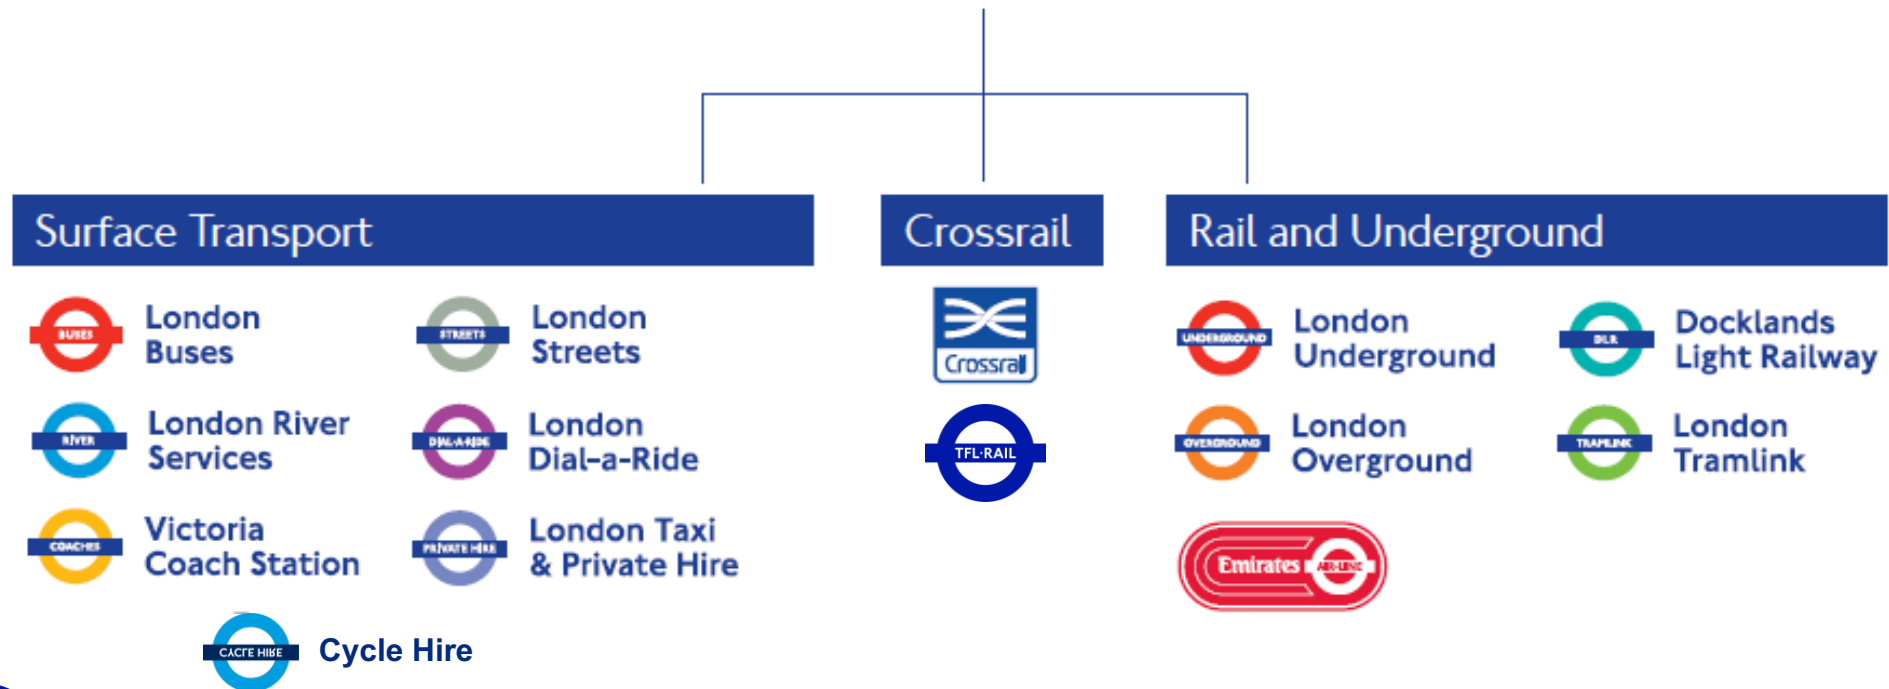 Surface Transport
BUSES
London
Buses
STREETS
London
Streets
RIVER
London River
Services
DIAL-A-RIDE
London
Dial-a-Ride
COACHES
Victoria
Coach Station
PRIVATE HIRE
London Taxi
& Private Hire
CYCLE HIRE
Cycle Hire
Crossrail
Crossrail
TFL·RAIL
Rail and Underground
UNDERGROUND
London
Underground
DLR
Docklands
Light Railway
OVERGROUND
London
Overground
TRAMLINK
London
Tramlink
Emirates
AIR-LINE